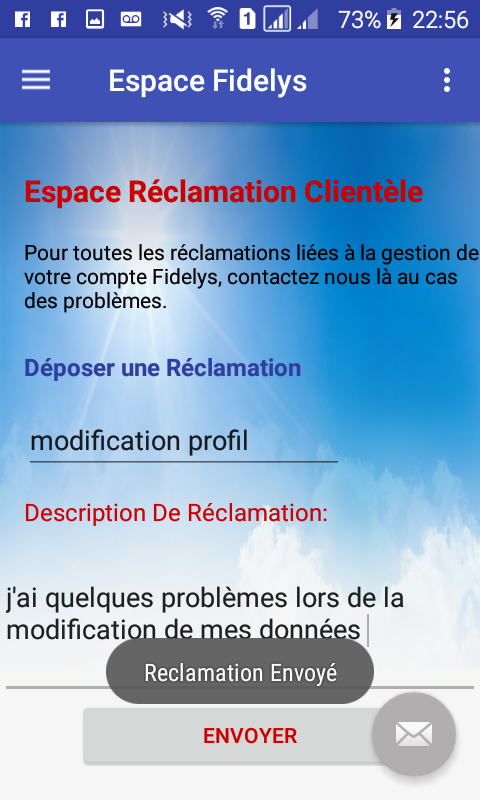 1 73% 22:56
Espace Fidelys
Espace Réclamation Clientèle
Pour toutes les réclamations liées à la gestion de
votre compte Fidelys, contactez nous là au cas
des problèmes.
Déposer une Réclamation
modification profil
Description De Réclamation:
j'ai quelques problèmes lors de la
modification de mes données
Reclamation Envoyé
ENVOYER